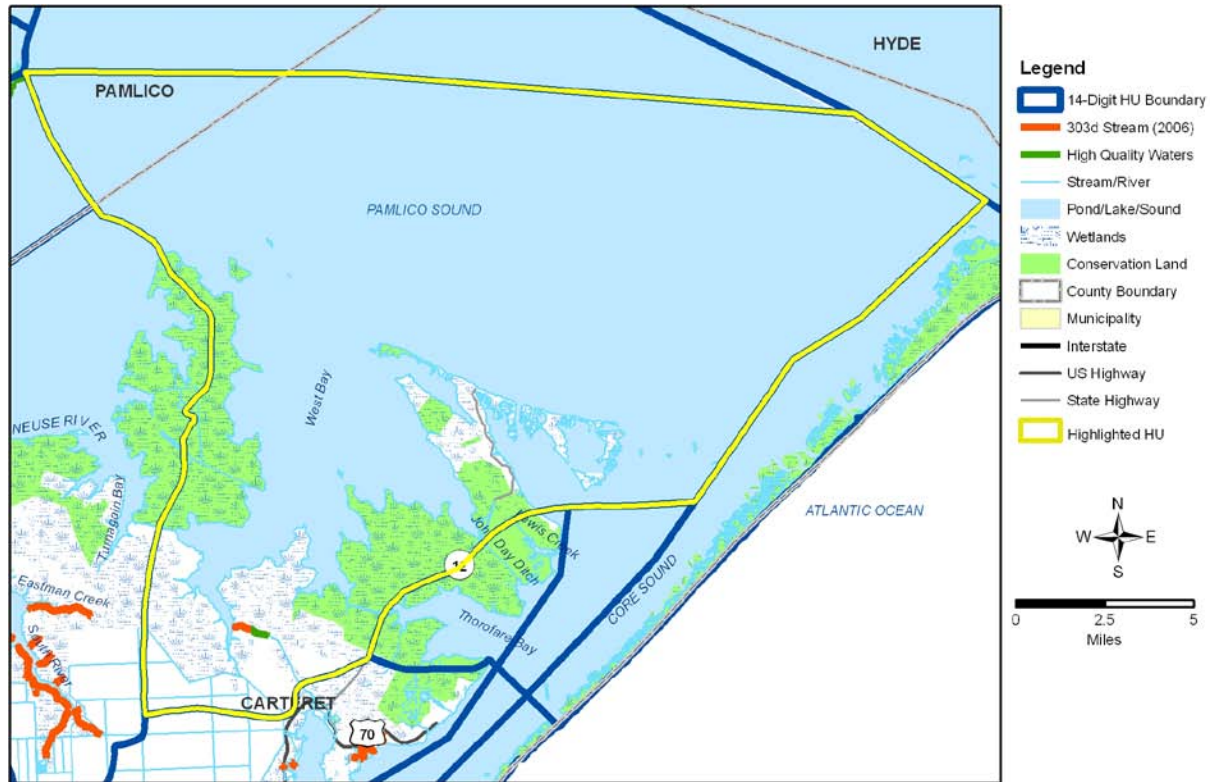 HYDE
PAMLICO
PAMLICO SOUND
West Bay
NEUSE RIVER
Turnagain Bay
ATLANTIC OCEAN
Lewis Creek
John Day Ditch
12
CORE SOUND
Eastman Creek
Thorofare Bay
South River
CARTERET
70
Legend
14-Digit HU Boundary
303d Stream (2006)
High Quality Waters
Stream/River
Pond/Lake/Sound
Wetlands
Conservation Land
County Boundary
Municipality
Interstate
US Highway
State Highway
Highlighted HU
N
W E
S
0 2.5 5
Miles